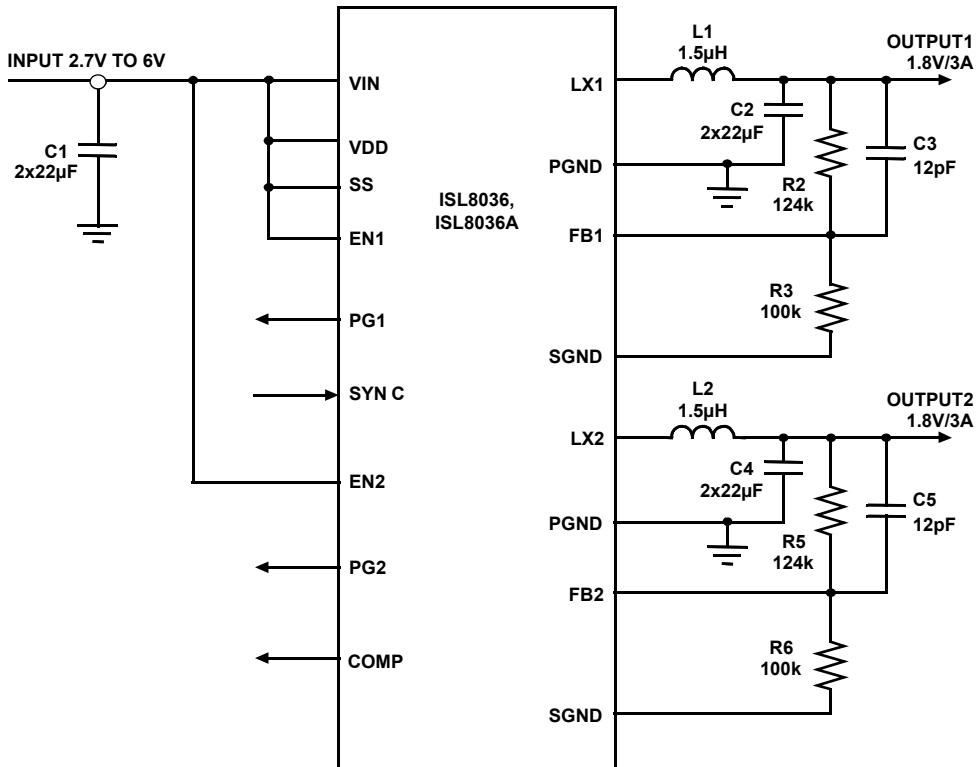 INPUT 2.7V TO 6V
C1
2x22µF
VIN
VDD
SS
EN1
PG1
SYN C
EN2
PG2
COMP
ISL8036,
ISL8036A
LX1
PGND
FB1
SGND
LX2
PGND
FB2
SGND
L1
1.5µH
OUTPUT1
1.8V/3A
C2
2x22µF
C3
12pF
R2
124k
R3
100k
L2
1.5µH
OUTPUT2
1.8V/3A
C4
2x22µF
C5
12pF
R5
124k
R6
100k